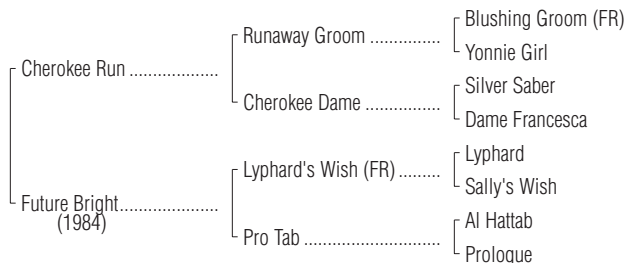 Blushing Groom (FR)
Runaway Groom ...............
Yonnie Girl
Cherokee Run ...................
Silver Saber
Cherokee Dame ................
Dame Francesca
Lyphard
Lyphard's Wish (FR) .........
Sally's Wish
Future Bright .....................
(1984)
Al Hattab
Pro Tab .............................
Prologue